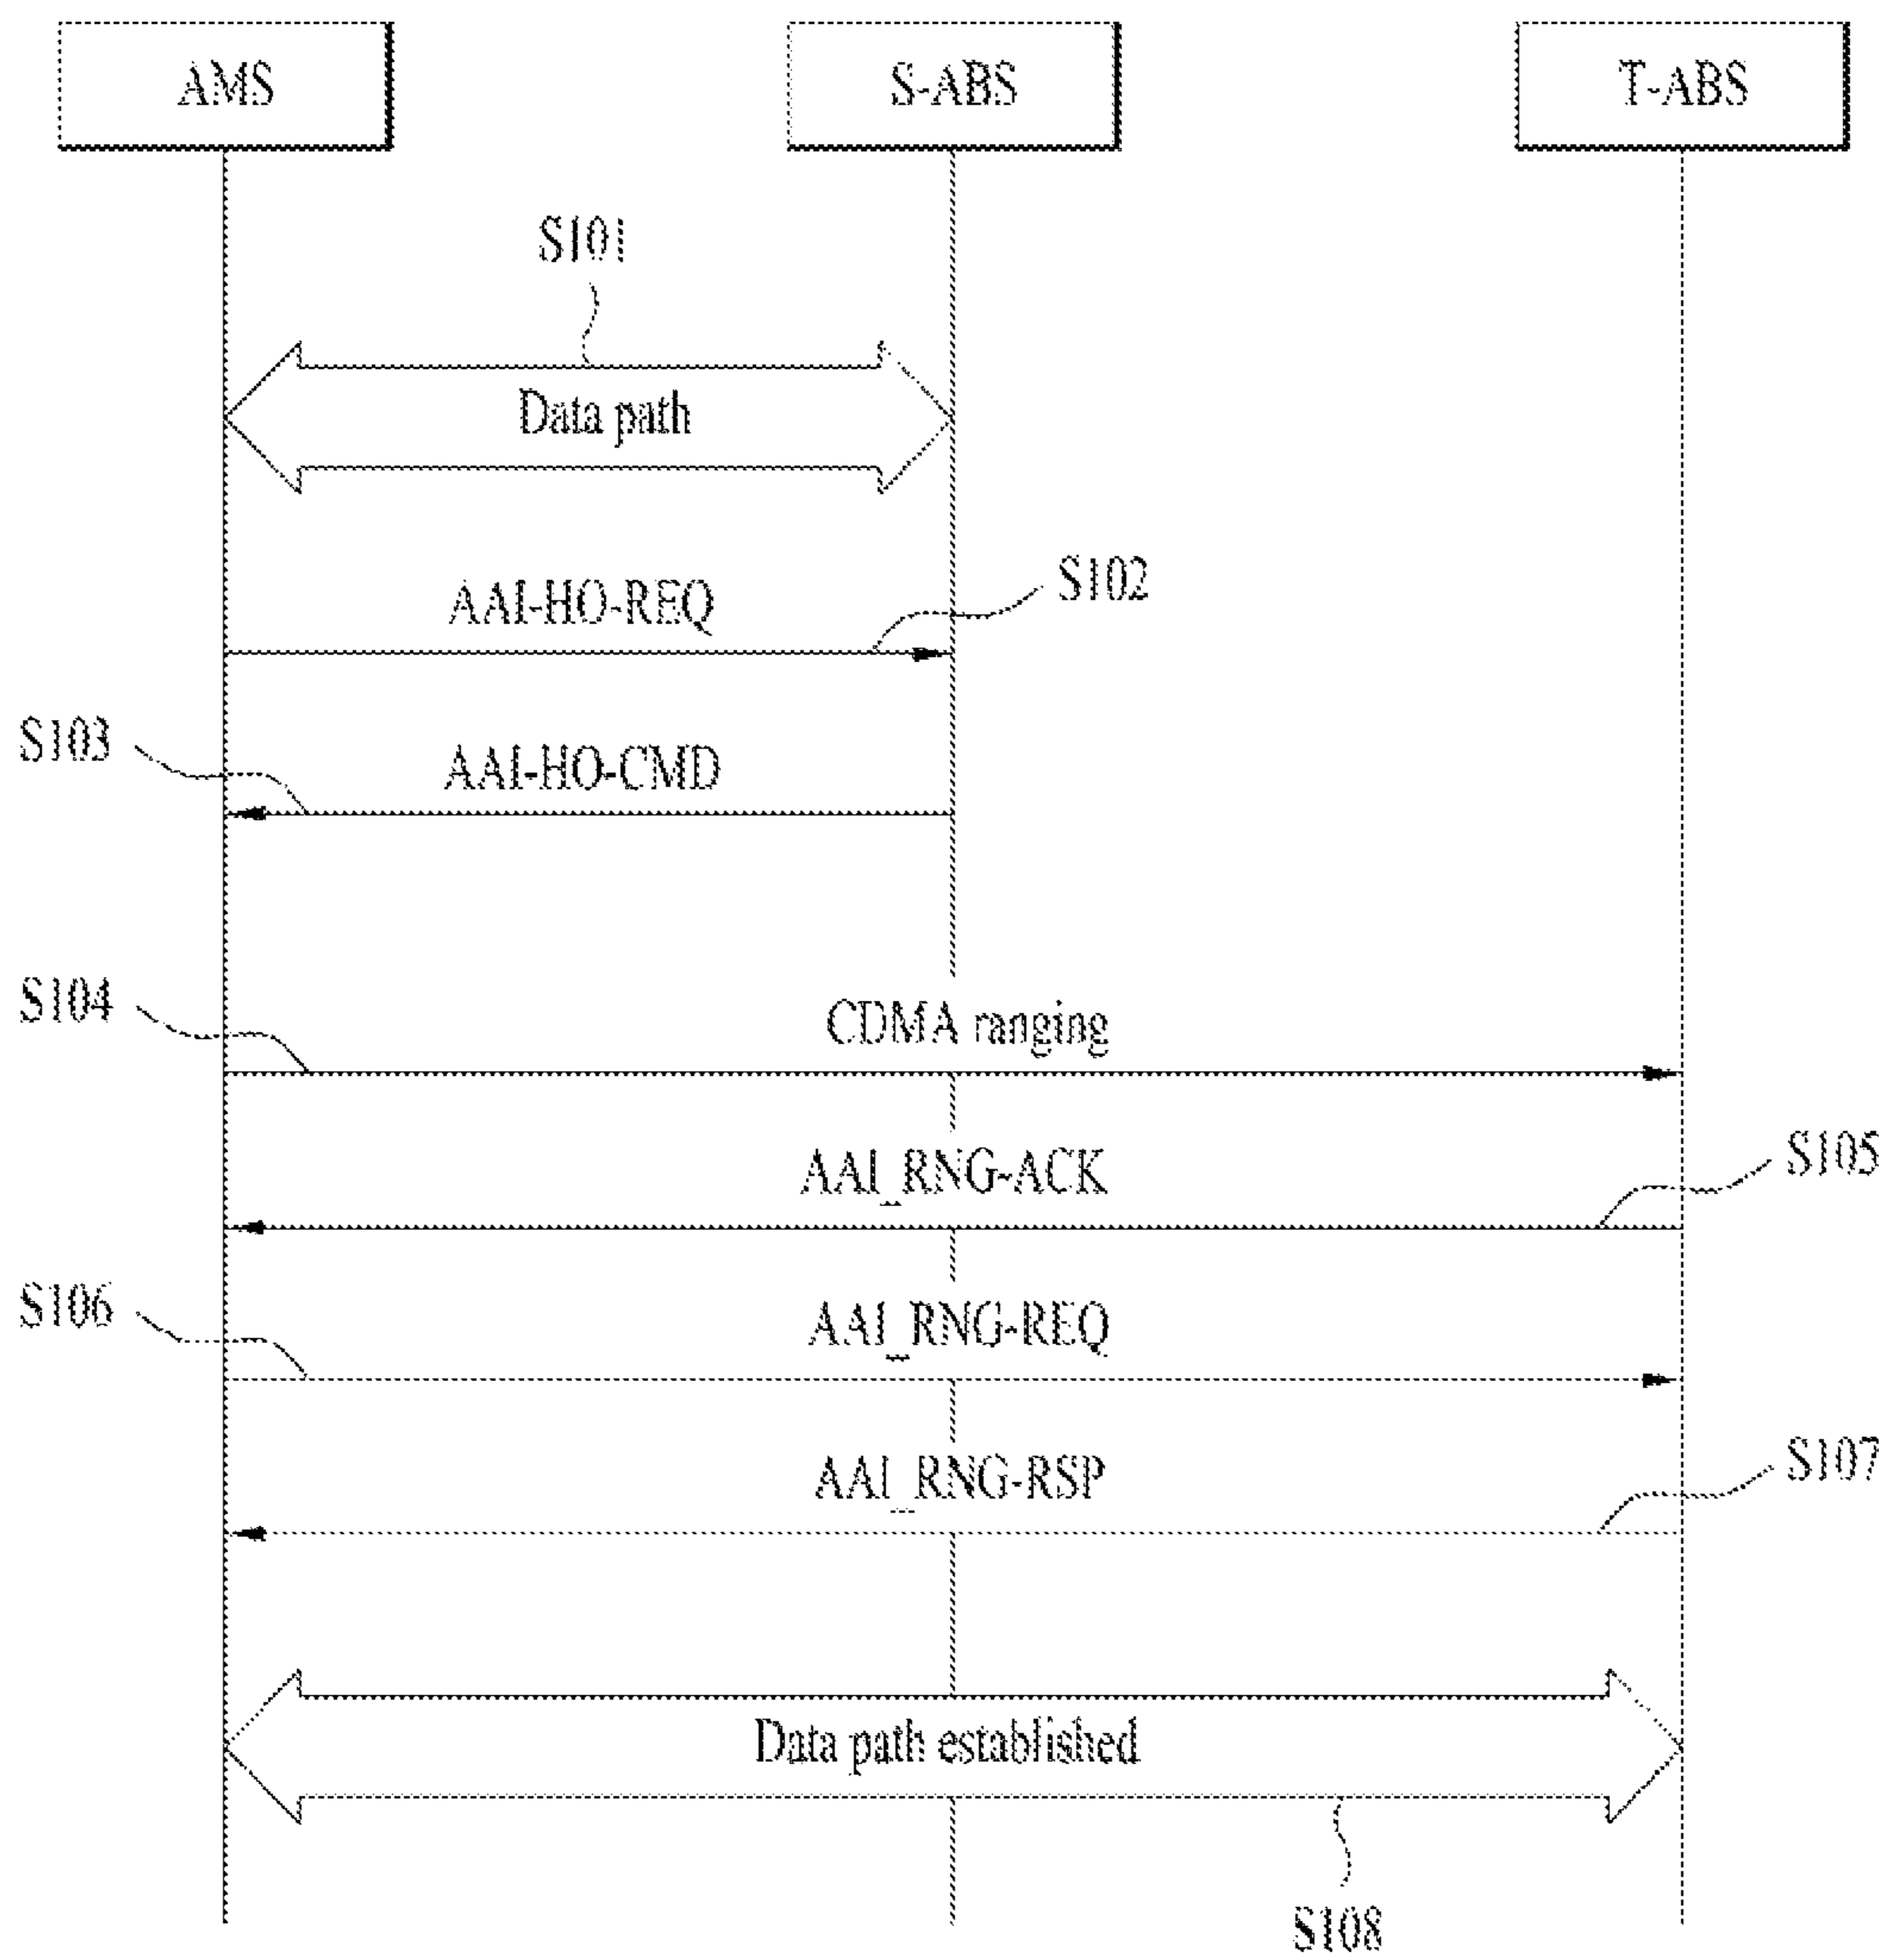 AMS
S-ABS
T-ABS
S101
Data path
AAI-HO-REQ
S102
S103
AAI-HO-CMD
S104
CDMA ranging
AAI_RNG-ACK
S105
S106
AAI_RNG-REQ
AAI_RNG-RSP
S107
Data path established
S108